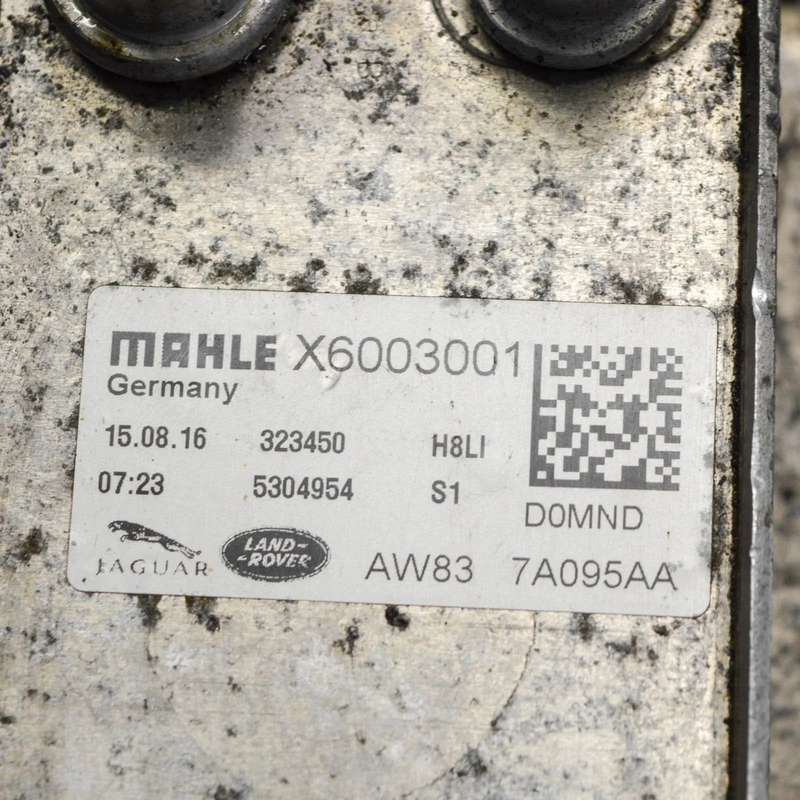 MAHLE X6003001
Germany
15.08.16 323450 H8LI
07:23 5304954 S1
D0MND
JAGUAR LAND-
-ROVER AW83 7A095AA